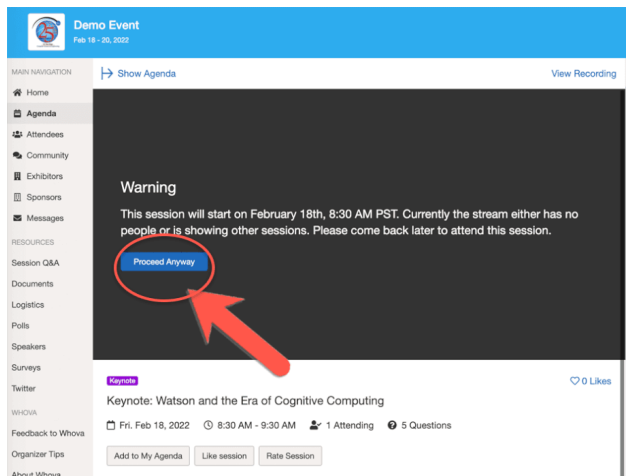 Demo Event
Feb 18 - 20, 2022
MAIN NAVIGATION
Home
Agenda
Attendees
Community
Exhibitors
Sponsors
Messages
RESOURCES
Session Q&A
Documents
Logistics
Polls
Speakers
Surveys
Twitter
WHOVA
Feedback to Whova
Organizer Tips
About Whova
Show Agenda
View Recording
Warning
This session will start on February 18th, 8:30 AM PST. Currently the stream either has no
people or is showing other sessions. Please come back later to attend this session.
Proceed Anyway
Keynote
0 Likes
Keynote: Watson and the Era of Cognitive Computing
Fri. Feb 18, 2022 8:30 AM - 9:30 AM 1 Attending 5 Questions
Add to My Agenda Like session Rate Session